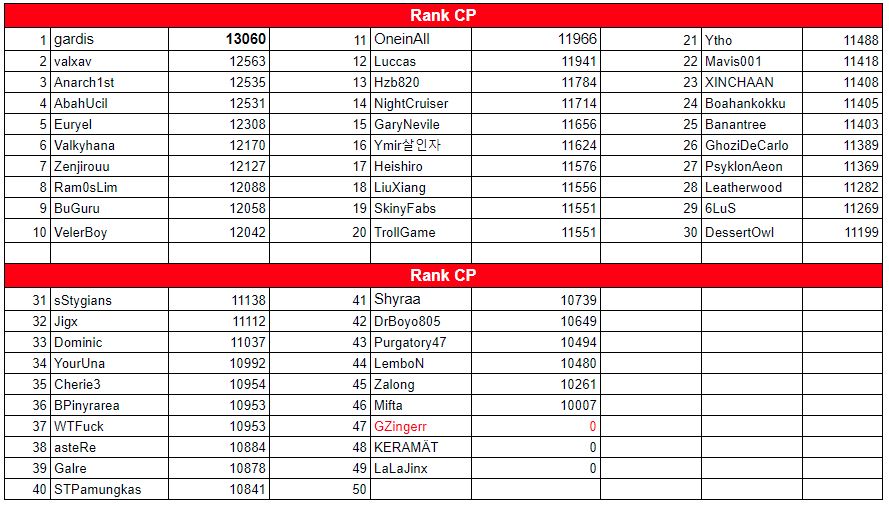 Rank CP
1 gardis 13060 11 OneinAll 11966 21 Ytho 11488
2 valxav 12563 12 Luccas 11941 22 Mavis001 11418
3 Anarch1st 12535 13 Hzb820 11784 23 XINCHAAN 11408
4 AbahUcil 12531 14 NightCruiser 11714 24 Boahankokku 11405
5 Euryel 12308 15 GaryNevile 11656 25 Banantree 11403
6 Valkyhana 12170 16 Ymir살인자 11624 26 GhoziDeCarlo 11389
7 Zenjirouu 12127 17 Heishiro 11576 27 PsyklonAeon 11369
8 Ram0sLim 12088 18 LiuXiang 11556 28 Leatherwood 11282
9 BuGuru 12058 19 SkinyFabs 11551 29 6LuS 11269
10 VelerBoy 12042 20 TrollGame 11551 30 DessertOwl 11199
Rank CP
31 sStygians 11138 41 Shyraa 10739
32 Jigx 11112 42 DrBoyo805 10649
33 Dominic 11037 43 Purgatory47 10494
34 YourUna 10992 44 LemboN 10480
35 Cherie3 10954 45 Zalong 10261
36 BPinyrarea 10953 46 Mifta 10007
37 WTFuck 10953 47 GZingerr 0
38 asteRe 10884 48 KERAMÄT 0
39 Galre 10878 49 LaLaJinx 0
40 STPamungkas 10841 50